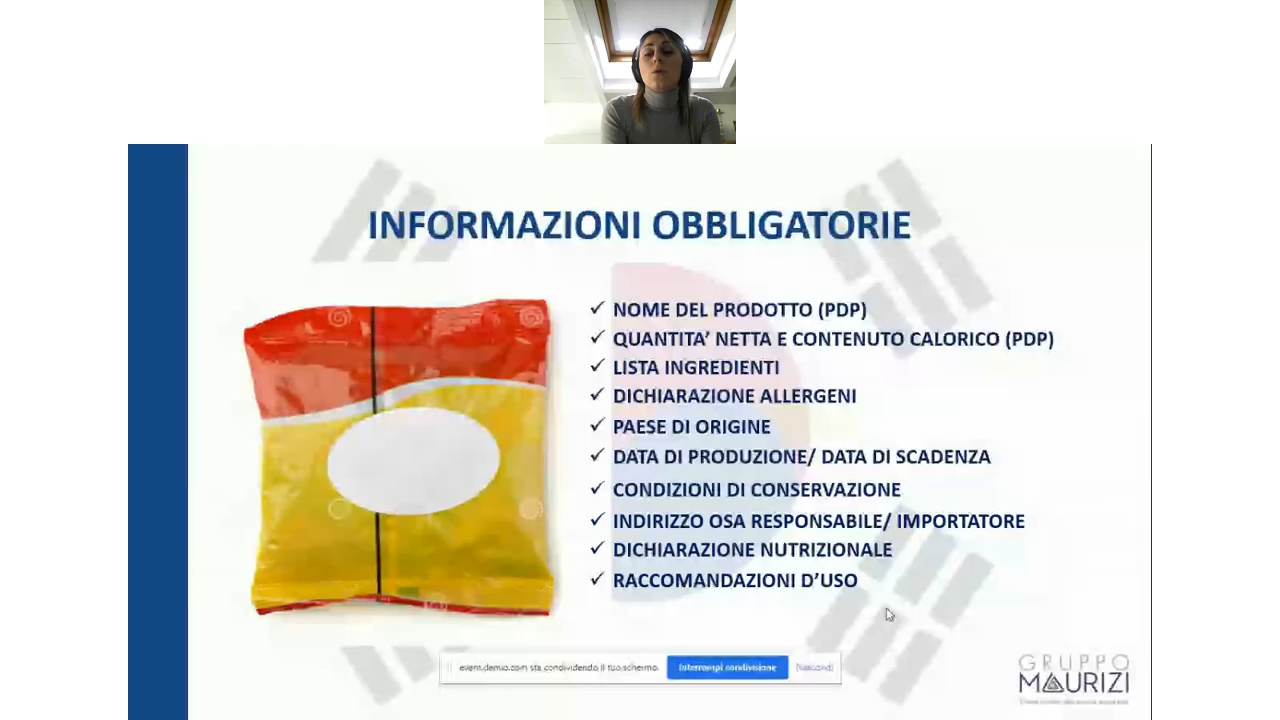 INFORMAZIONI OBBLIGATORIE
✓ NOME DEL PRODOTTO (PDP)
✓ QUANTITA' NETTA E CONTENUTO CALORICO (PDP)
✓ LISTA INGREDIENTI
✓ DICHIARAZIONE ALLERGENI
✓ PAESE DI ORIGINE
✓ DATA DI PRODUZIONE/ DATA DI SCADENZA
✓ CONDIZIONI DI CONSERVAZIONE
✓ INDIRIZZO OSA RESPONSABILE/ IMPORTATORE
✓ DICHIARAZIONE NUTRIZIONALE
✓ RACCOMANDAZIONI D'USO
event.demio.com sta condividendo il tuo schermo. Interrompi condivisione Nascondi
GRUPPO
MAURIZI